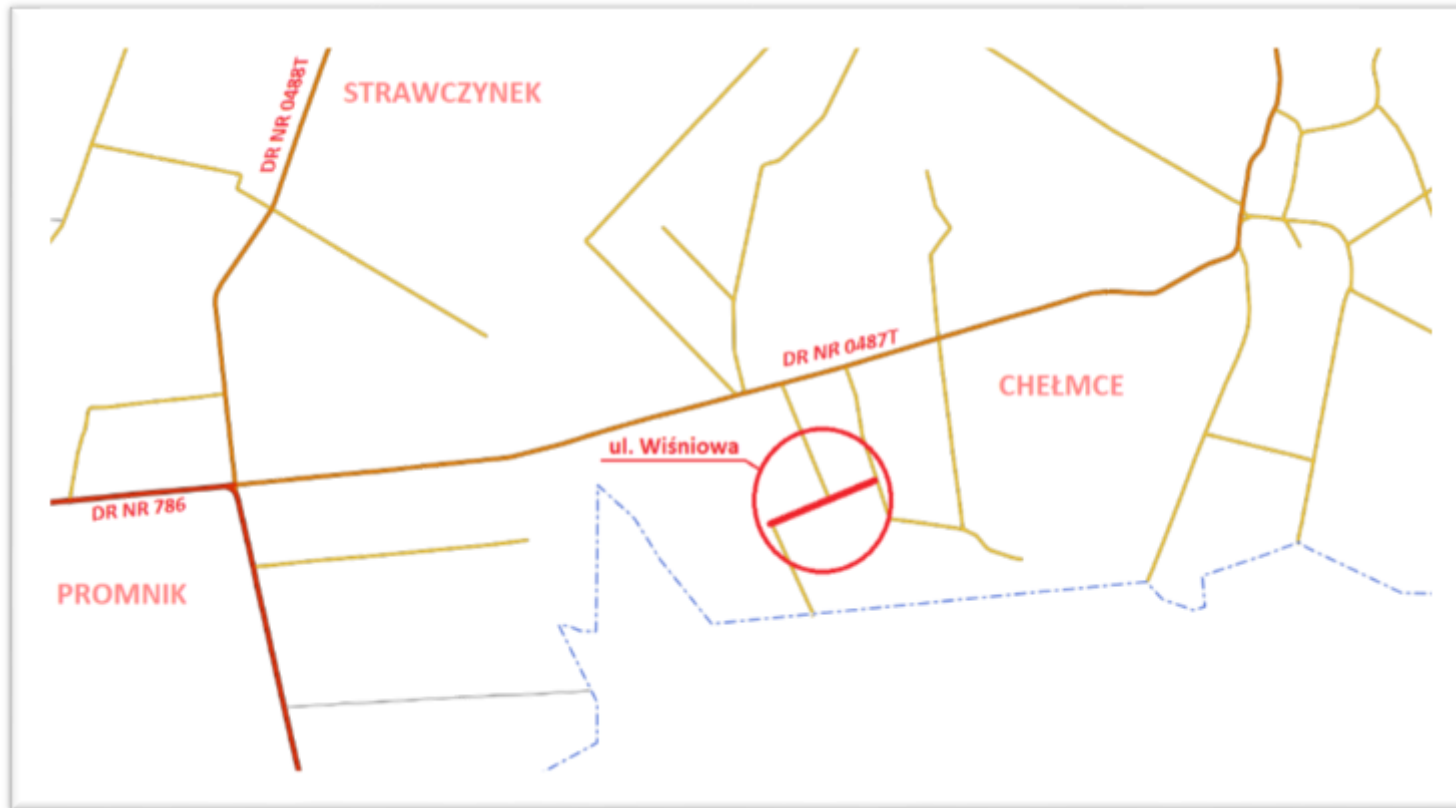 STRAWCZYNEK
DR NR 0488T
DR NR 0487T
CHEŁMCE
ul. Wiśniowa
DR NR 786
PROMNIK